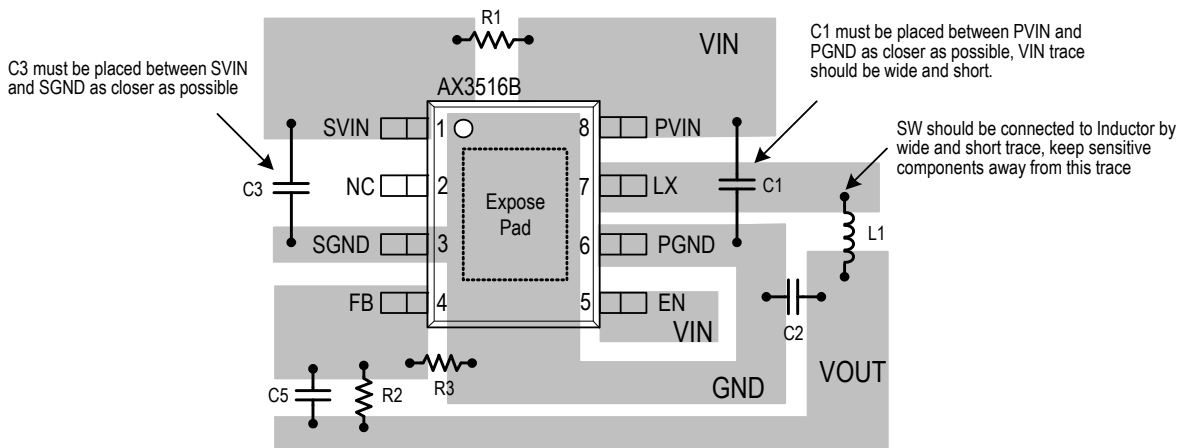 R1
VIN
C1 must be placed between PVIN and
PGND as closer as possible, VIN trace
should be wide and short.
C3 must be placed between SVIN
and SGND as closer as possible
AX3516B
SVIN
1
8
PVIN
SW should be connected to Inductor by
wide and short trace, keep sensitive
components away from this trace
C3
NC
2
7
LX
C1
Expose
Pad
L1
SGND
3
6
PGND
FB
4
5
EN
VIN
C2
R3
GND
VOUT
C5
R2